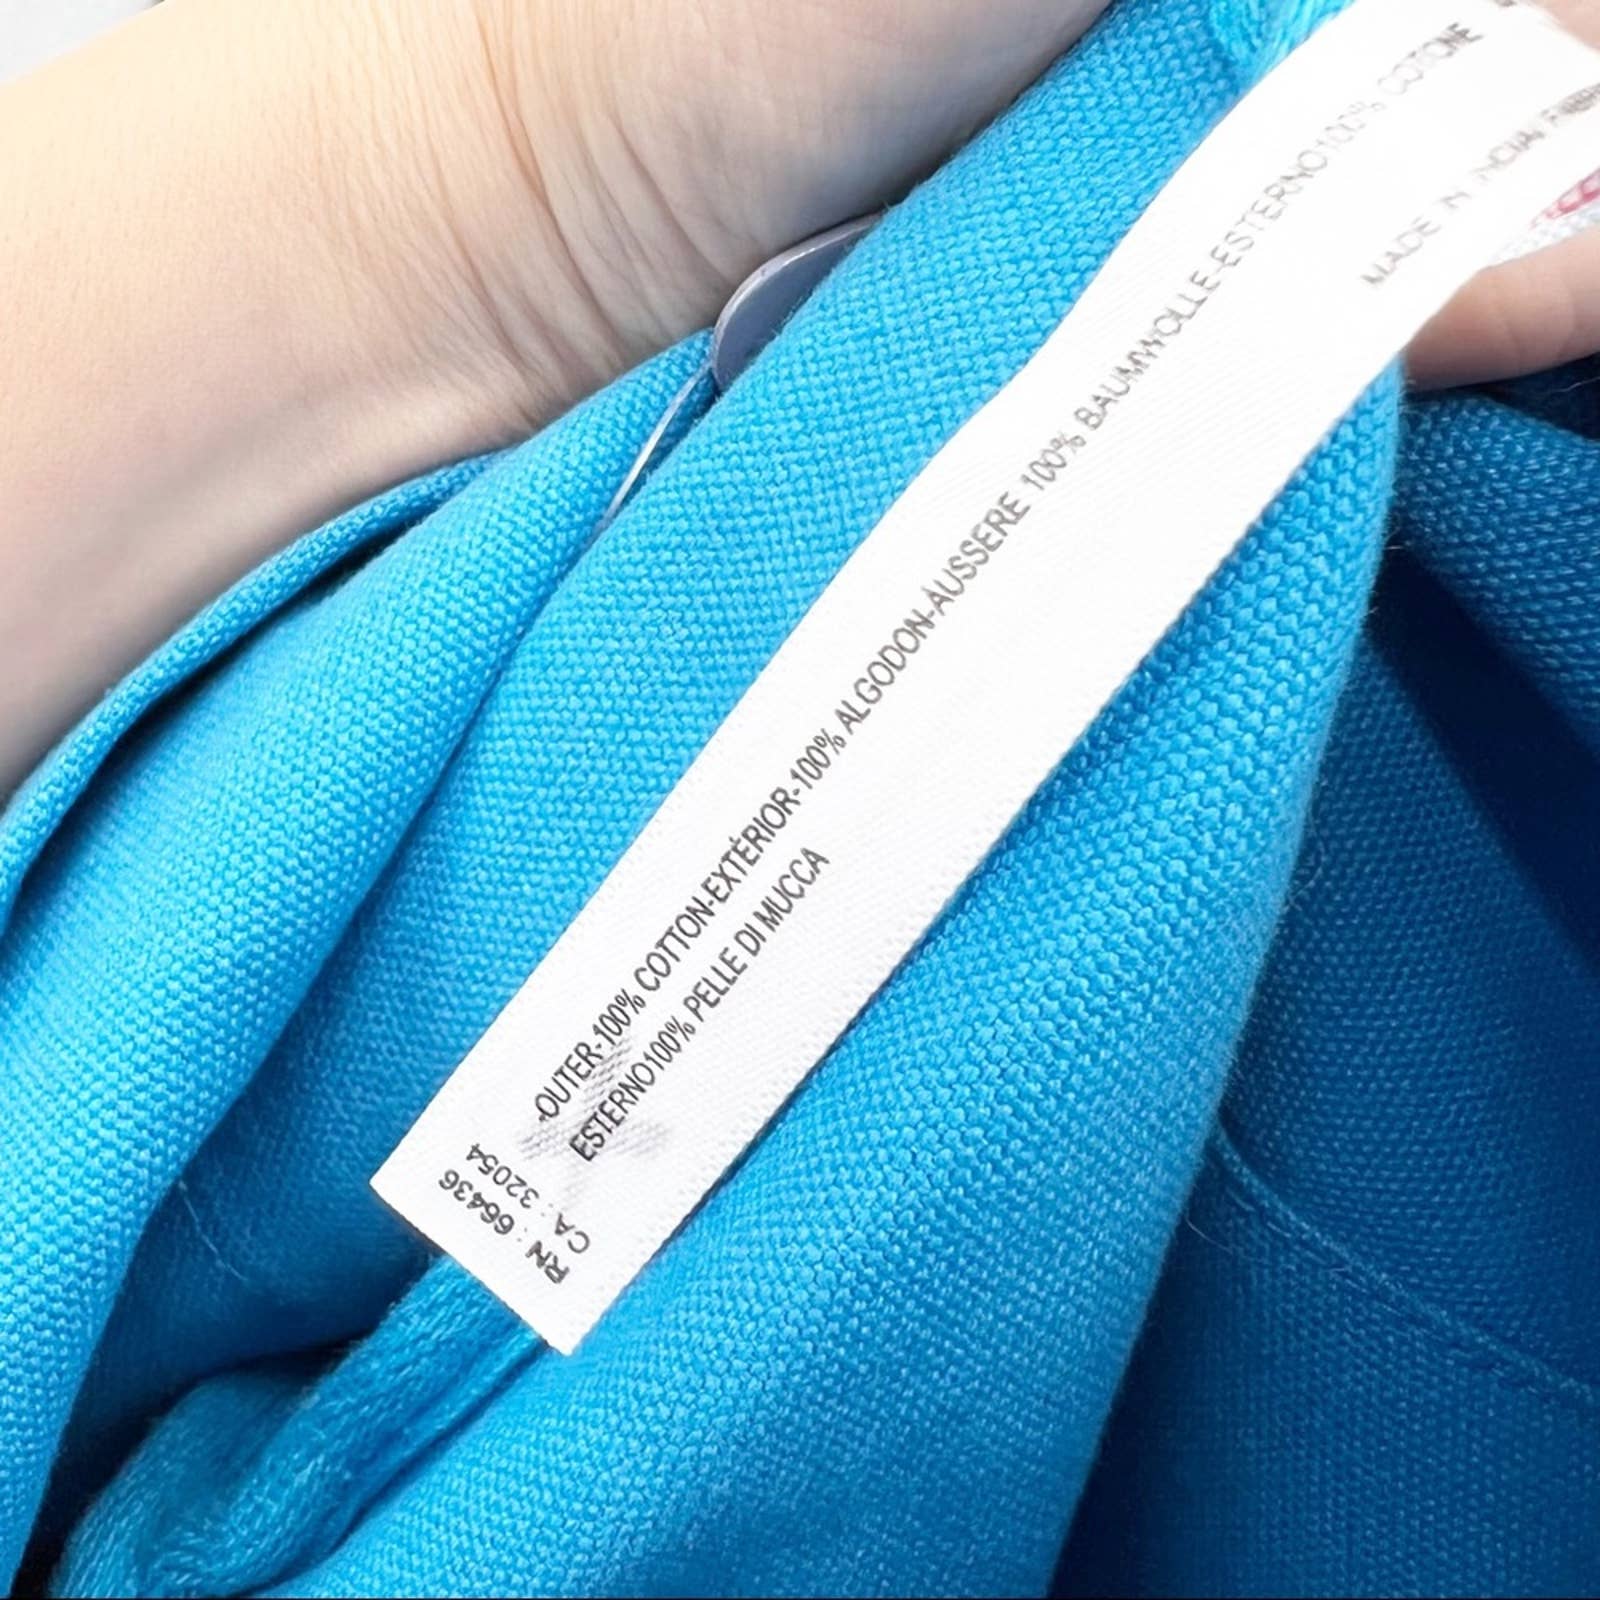 OUTER-100% COTTON-EXTÉRIOR-100% ALGODON-AUSSERE 100% BAUMWOLLE-ESTERNO100% COTONE
ESTERNO100% PELLE DI MUCCA
MADE IN INDIA
RN : 66436
CA : 32054